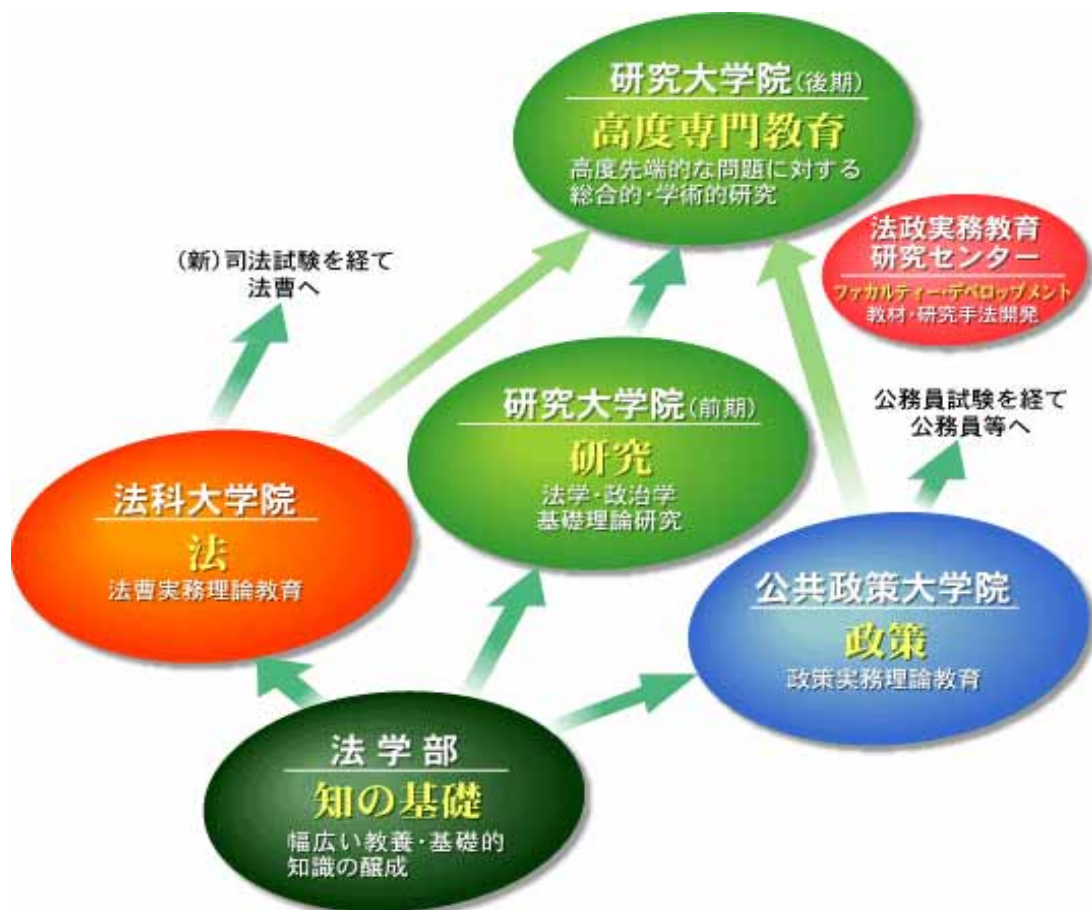 研究大学院(後期)
高度専門教育
高度先端的な問題に対する
総合的・学術的研究
法政実務教育
研究センター
ファカルティー・デベロップメント
教材・研究手法開発
(新)司法試験を経て
法曹へ
研究大学院(前期)
研究
法学・政治学
基礎理論研究
公務員試験を経て
公務員等へ
法科大学院
法
法曹実務理論教育
公共政策大学院
政策
政策実務理論教育
法学部
知の基礎
幅広い教養・基礎的
知識の醸成